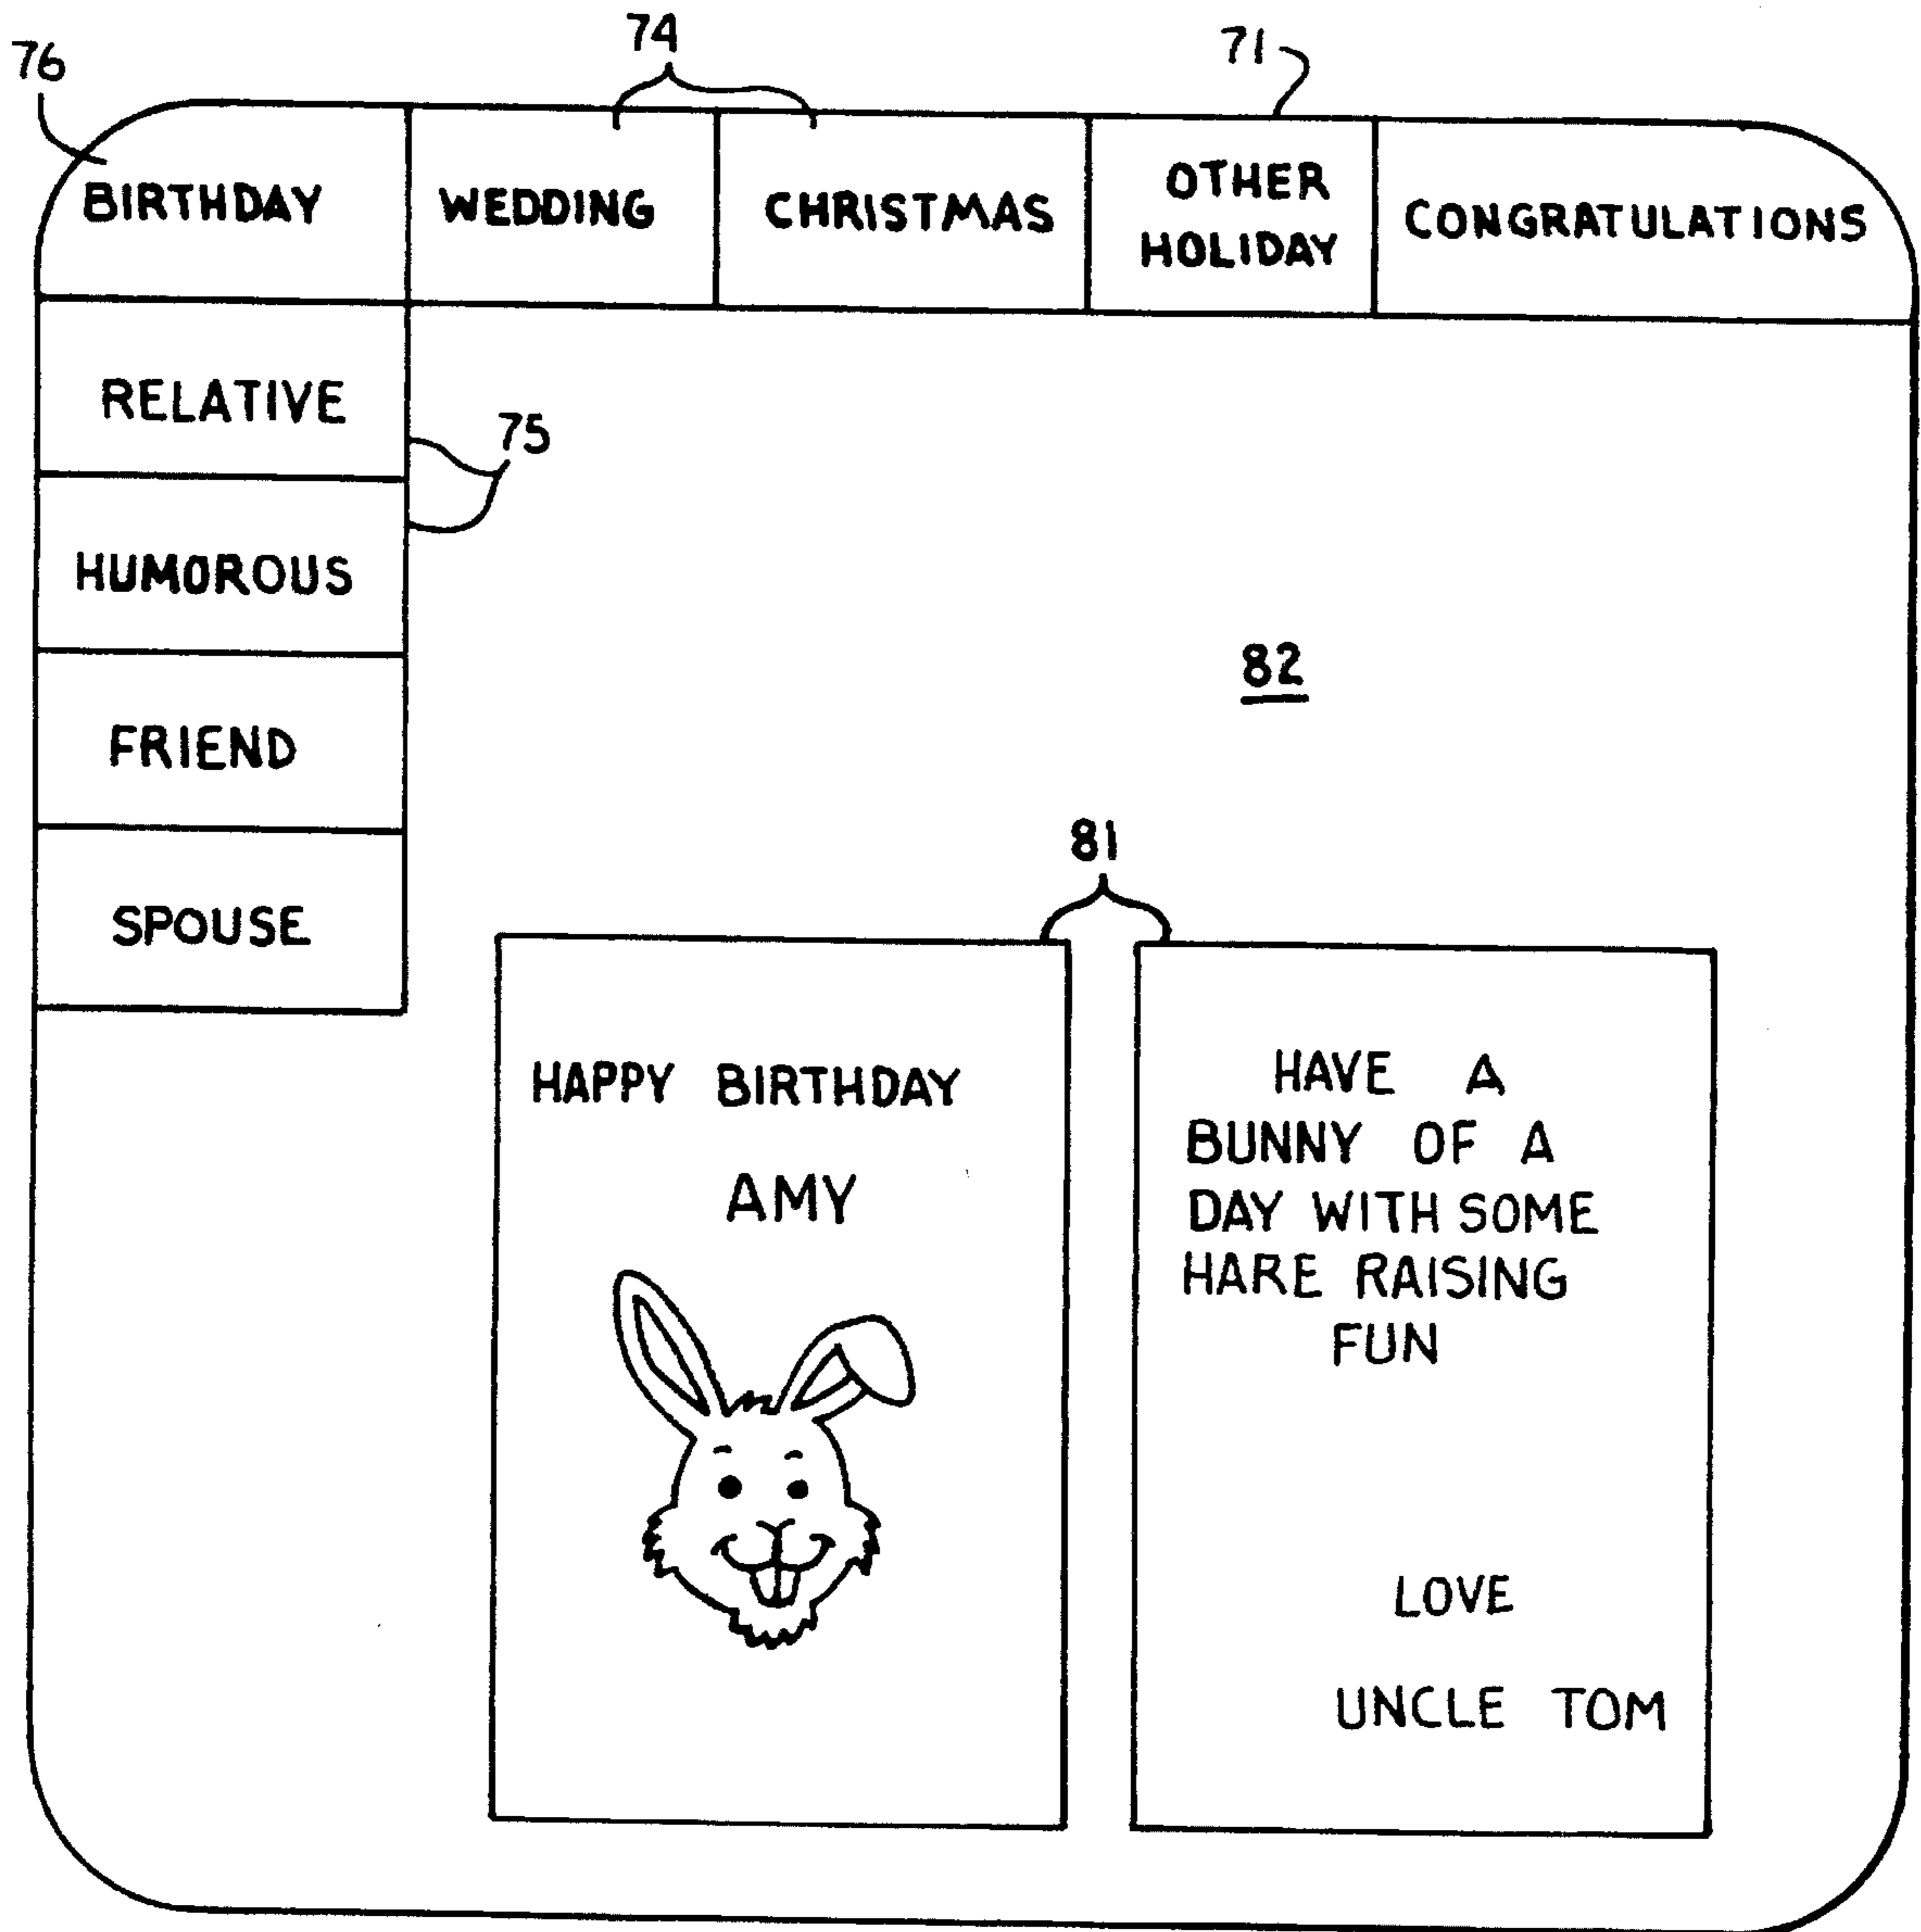 76
74
71
BIRTHDAY
WEDDING
CHRISTMAS
OTHER
HOLIDAY
CONGRATULATIONS
RELATIVE
75
HUMOROUS
FRIEND
SPOUSE
82
81
HAPPY BIRTHDAY
AMY
HAVE A
BUNNY OF A
DAY WITH SOME
HARE RAISING
FUN
LOVE
UNCLE TOM